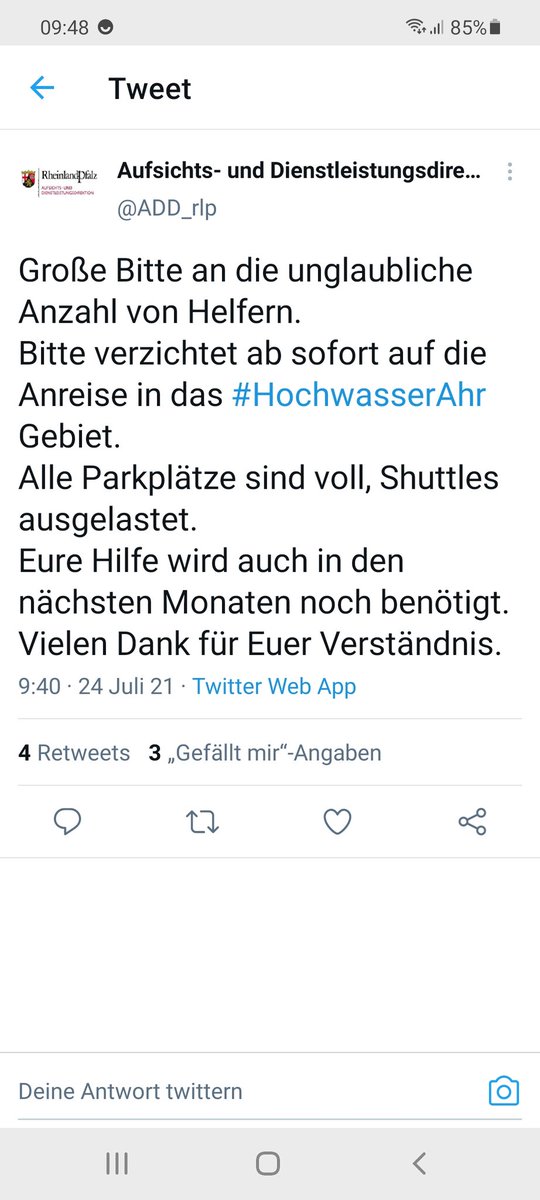 09:48
85%
Tweet
RheinlandPfalz
AUFSICHTS- UND
DIENSTLEISTUNGSDIREKTION
Aufsichts- und Dienstleistungsdire...
@ADD_rlp
Große Bitte an die unglaubliche
Anzahl von Helfern.
Bitte verzichtet ab sofort auf die
Anreise in das #HochwasserAhr
Gebiet.
Alle Parkplätze sind voll, Shuttles
ausgelastet.
Eure Hilfe wird auch in den
nächsten Monaten noch benötigt.
Vielen Dank für Euer Verständnis.
9:40 · 24 Juli 21 · Twitter Web App
4 Retweets 3 „Gefällt mir“-Angaben
Deine Antwort twittern